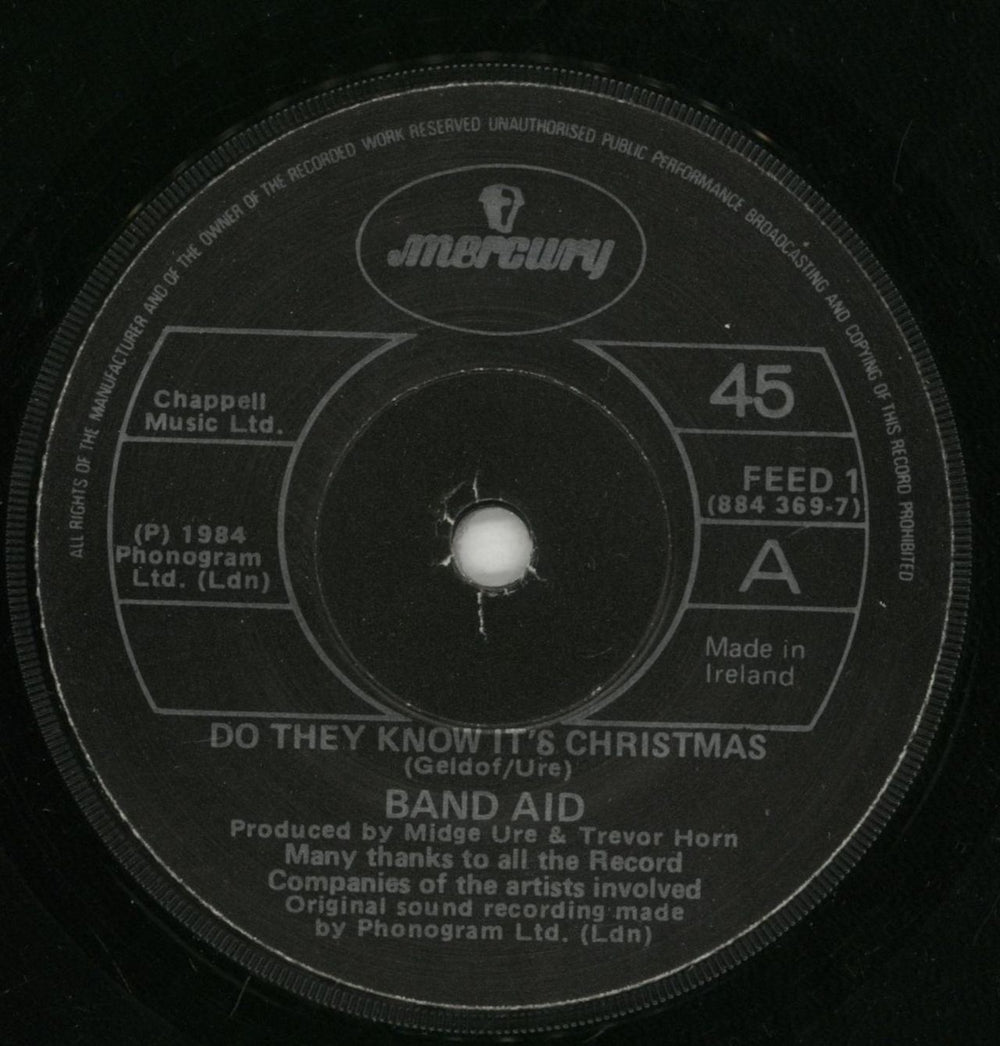 ALL RIGHTS OF THE MANUFACTURER AND OF THE OWNER OF THE RECORDED WORK RESERVED UNAUTHORISED PUBLIC PERFORMANCE BROADCASTING AND COPYING OF THIS RECORD PROHIBITED
mercury
Chappell
Music Ltd.
(P) 1984
Phonogram
Ltd. (Ldn)
45
FEED 1
(884 369-7)
A
Made in
Ireland
DO THEY KNOW IT'S CHRISTMAS
(Geldof/Ure)
BAND AID
Produced by Midge Ure & Trevor Horn
Many thanks to all the Record
Companies of the artists involved
Original sound recording made
by Phonogram Ltd. (Ldn)